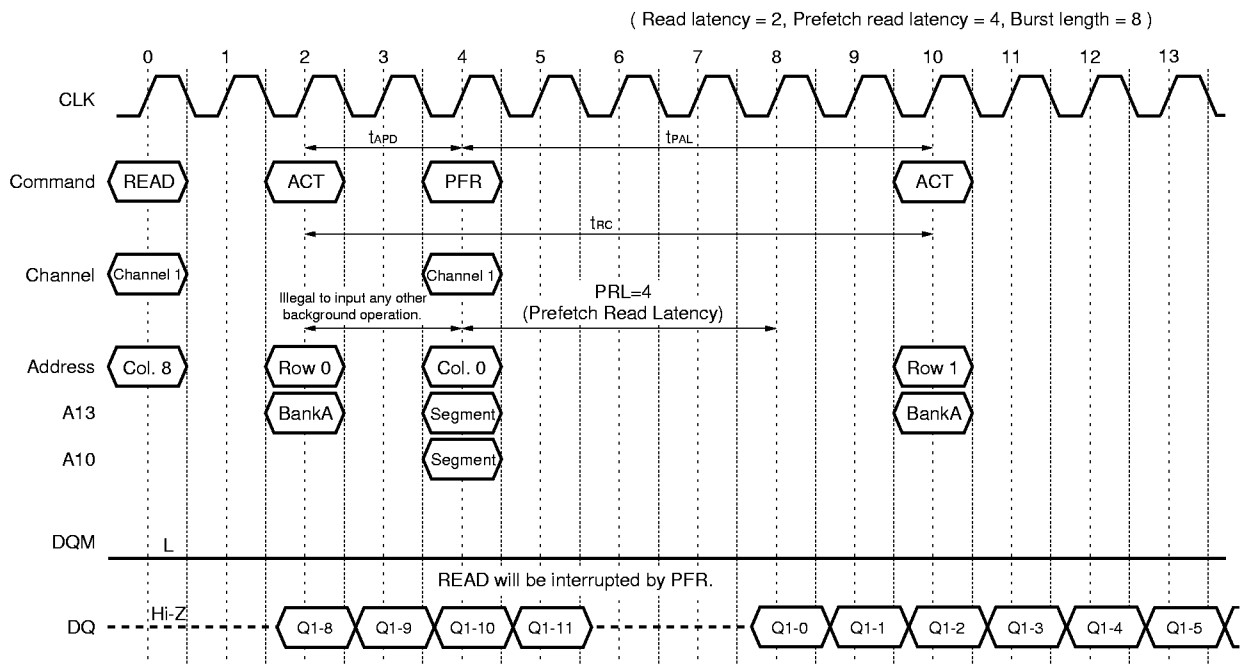 ( Read latency = 2, Prefetch read latency = 4, Burst length = 8 )
0 1 2 3 4 5 6 7 8 9 10 11 12 13
CLK
tAPD tPAL
Command READ ACT PFR ACT
tRC
Channel Channel 1 Channel 1
Illegal to input any other
background operation.
PRL=4
(Prefetch Read Latency)
Address Col. 8 Row 0 Col. 0 Row 1
A13 BankA Segment BankA
A10 Segment
DQM L
READ will be interrupted by PFR.
DQ Hi-Z Q1-8 Q1-9 Q1-10 Q1-11 Q1-0 Q1-1 Q1-2 Q1-3 Q1-4 Q1-5